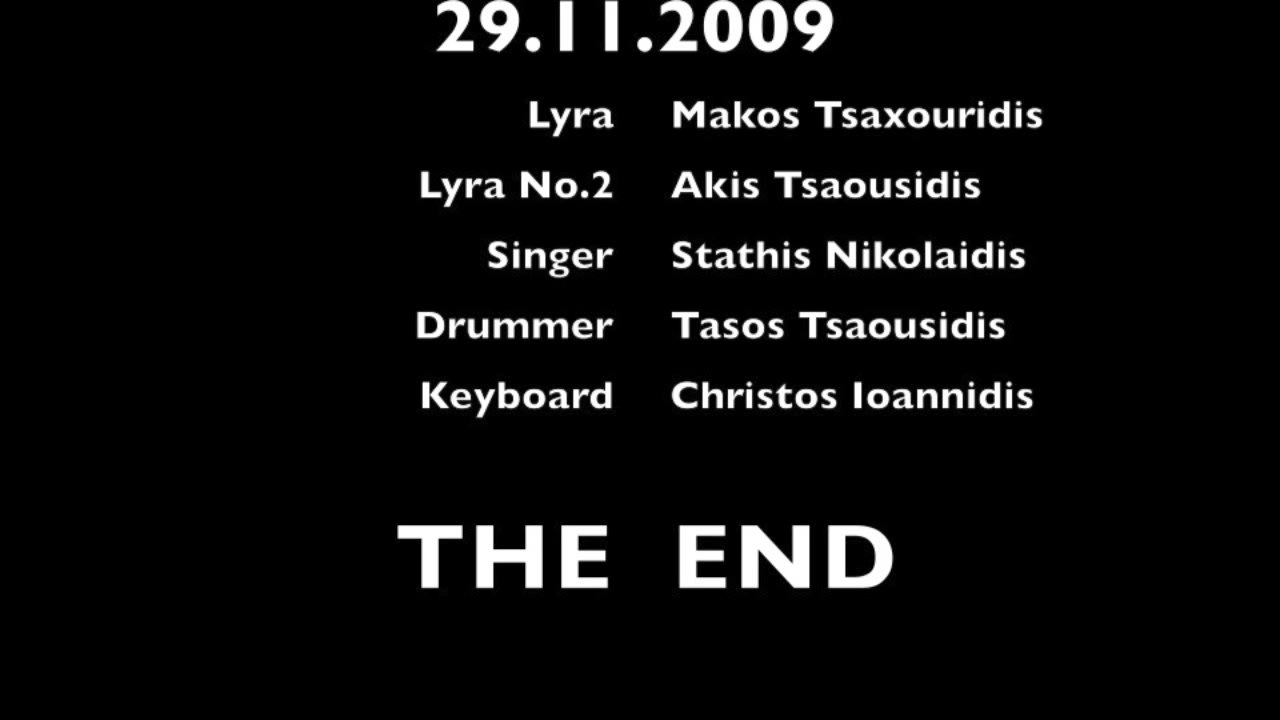 29.11.2009
Lyra Makos Tsaxouridis
Lyra No.2 Akis Tsaousidis
Singer Stathis Nikolaidis
Drummer Tasos Tsaousidis
Keyboard Christos Ioannidis
THE END